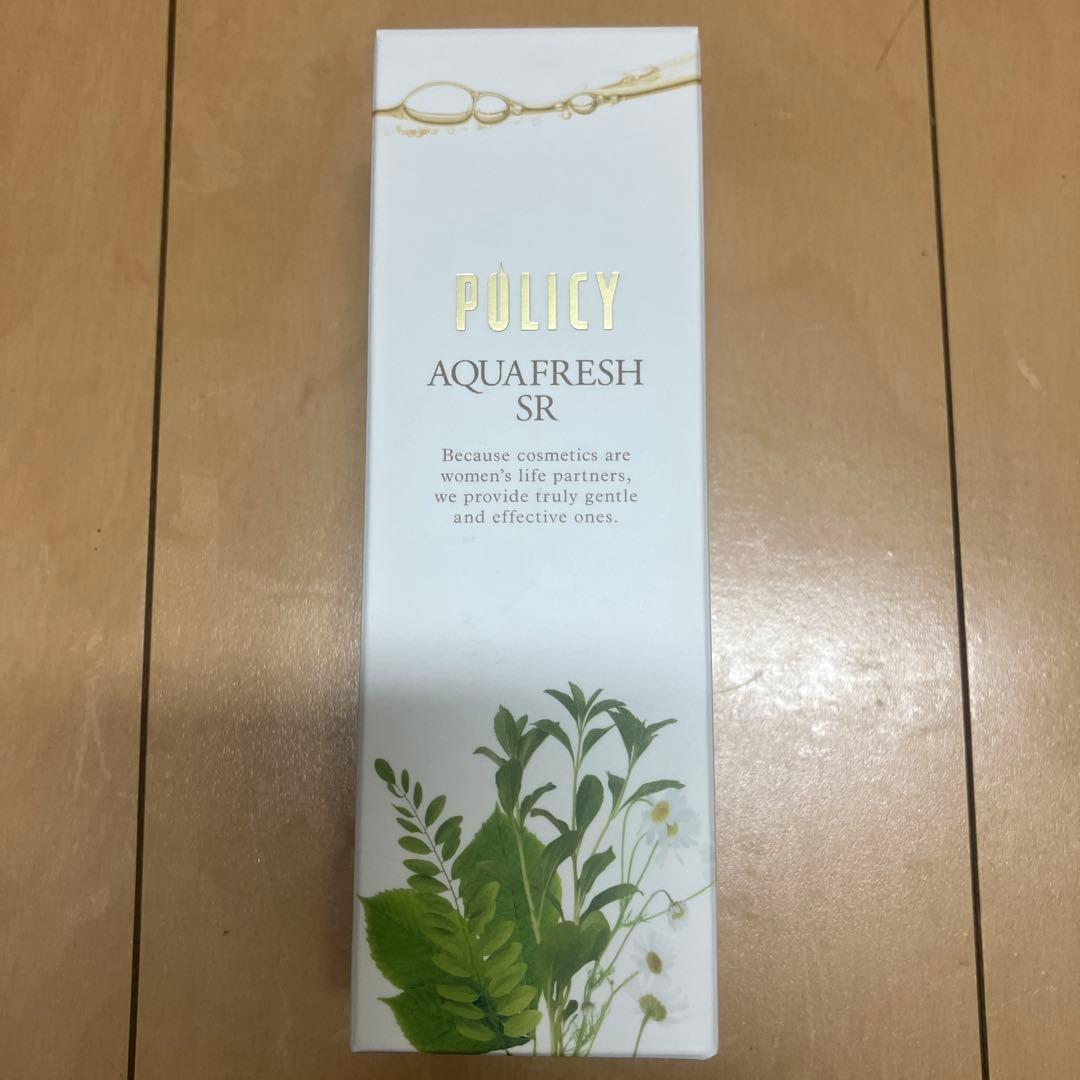 POLICY
AQUAFRESH
SR
Because cosmetics are
women's life partners,
we provide truly gentle
and effective ones.